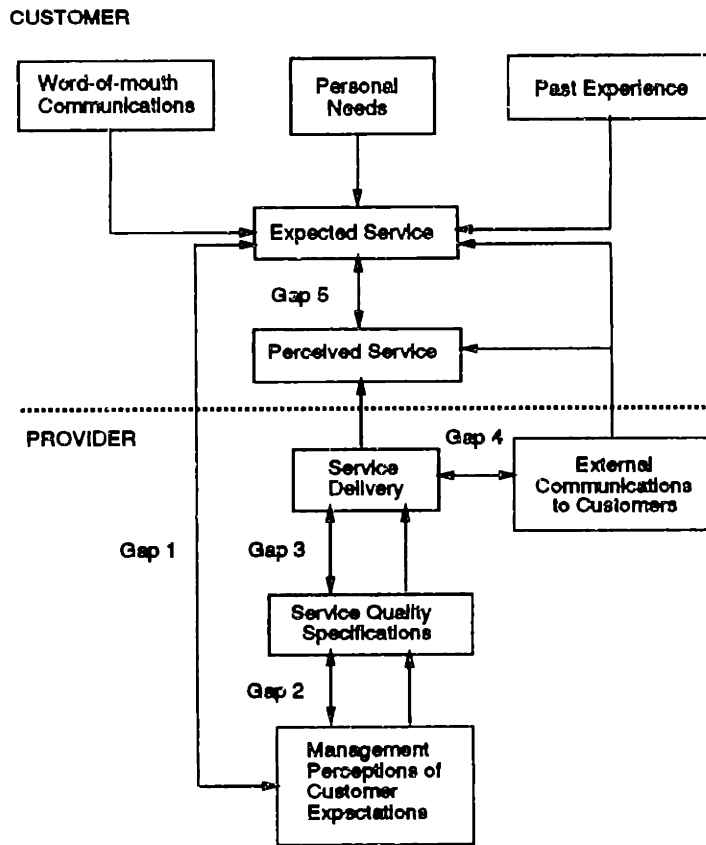 CUSTOMER
Word-of-mouth
Communications
Personal
Needs
Past Experience
Expected Service
Gap 5
Perceived Service
PROVIDER
Gap 4
Service
Delivery
External
Communications
to Customers
Gap 1
Gap 3
Service Quality
Specifications
Gap 2
Management
Perceptions of
Customer
Expectations